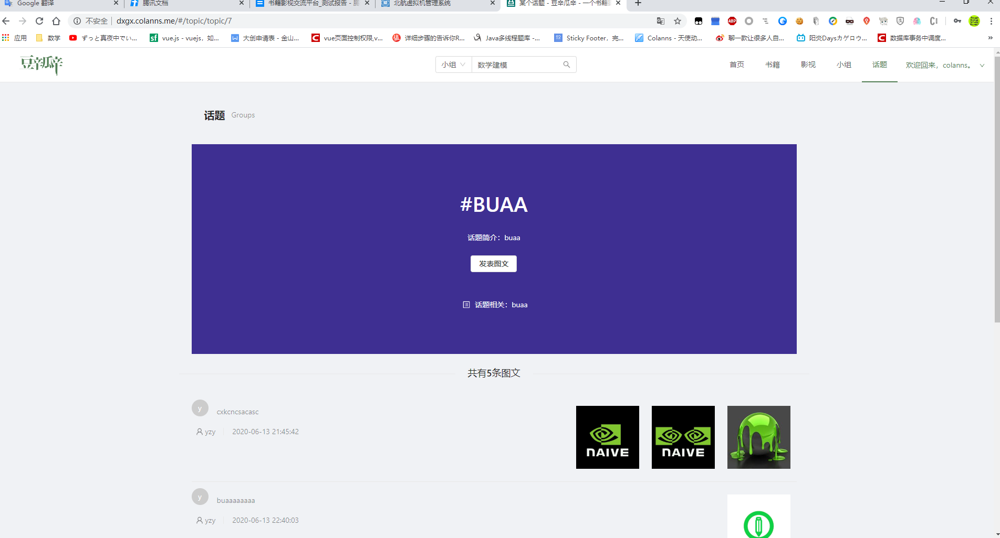 Google 翻译
腾讯文档
书籍影视交流平台_测试报告 - 腾
北航虚拟机管理系统
某个话题 - 豆辛瓜辛 - 一个书籍
不安全 dxgx.colanns.me/#/topic/topic/7
应用
数学
ずっと真夜中でい...
vue.js - vuejs，如...
大创申请表 - 金山...
vue页面控制权限,v...
详细步骤的告诉你R...
Java多线程题库 -...
Sticky Footer，完...
Colanns - 天使动...
聊一款让很多人自...
阳炎Daysカゲロウ...
数据库事务中调度...
»
豆辛瓜辛
小组
数学建模
首页
书籍
影视
小组
话题
欢迎回来，colanns。
话题 Groups
#BUAA
话题简介：buaa
发表图文
话题相关：buaa
共有5条图文
y
cxkcncsacasc
yzy
2020-06-13 21:45:42
NAIVE
NAIVE
y
buaaaaaaaa
yzy
2020-06-13 22:40:03
ABP